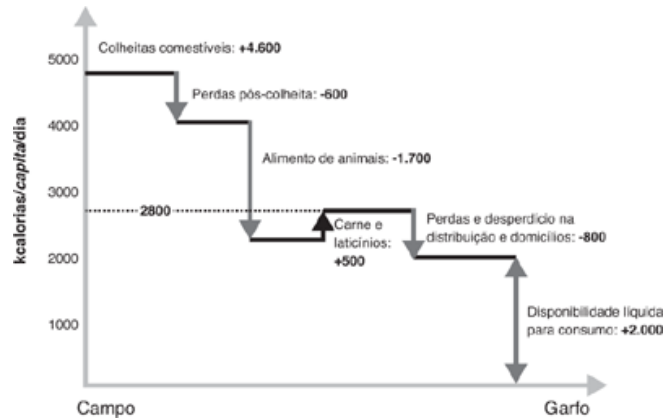 Colheitas comestíveis: +4.600
5000
Perdas pós-colheita: -600
4000
Alimento de animais: -1.700
3000
2800
Carne e
laticínios:
+500
Perdas e desperdício na
distribuição e domicílios: -800
2000
Disponibilidade líquida
para consumo: +2.000
1000
kcalorias/capita/dia
Campo
Garfo